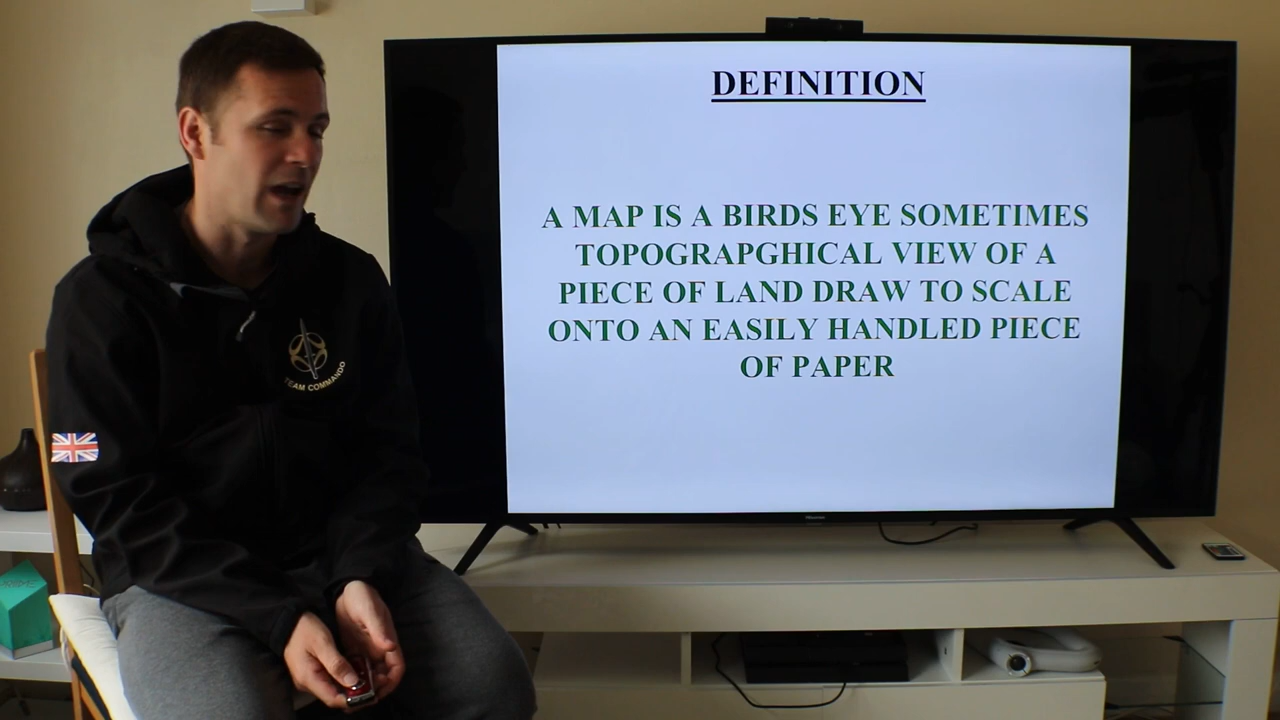 DEFINITION
A MAP IS A BIRDS EYE SOMETIMES
TOPOGRAPGHICAL VIEW OF A
PIECE OF LAND DRAW TO SCALE
ONTO AN EASILY HANDLED PIECE
OF PAPER
TEAM COMMANDO
Hisense